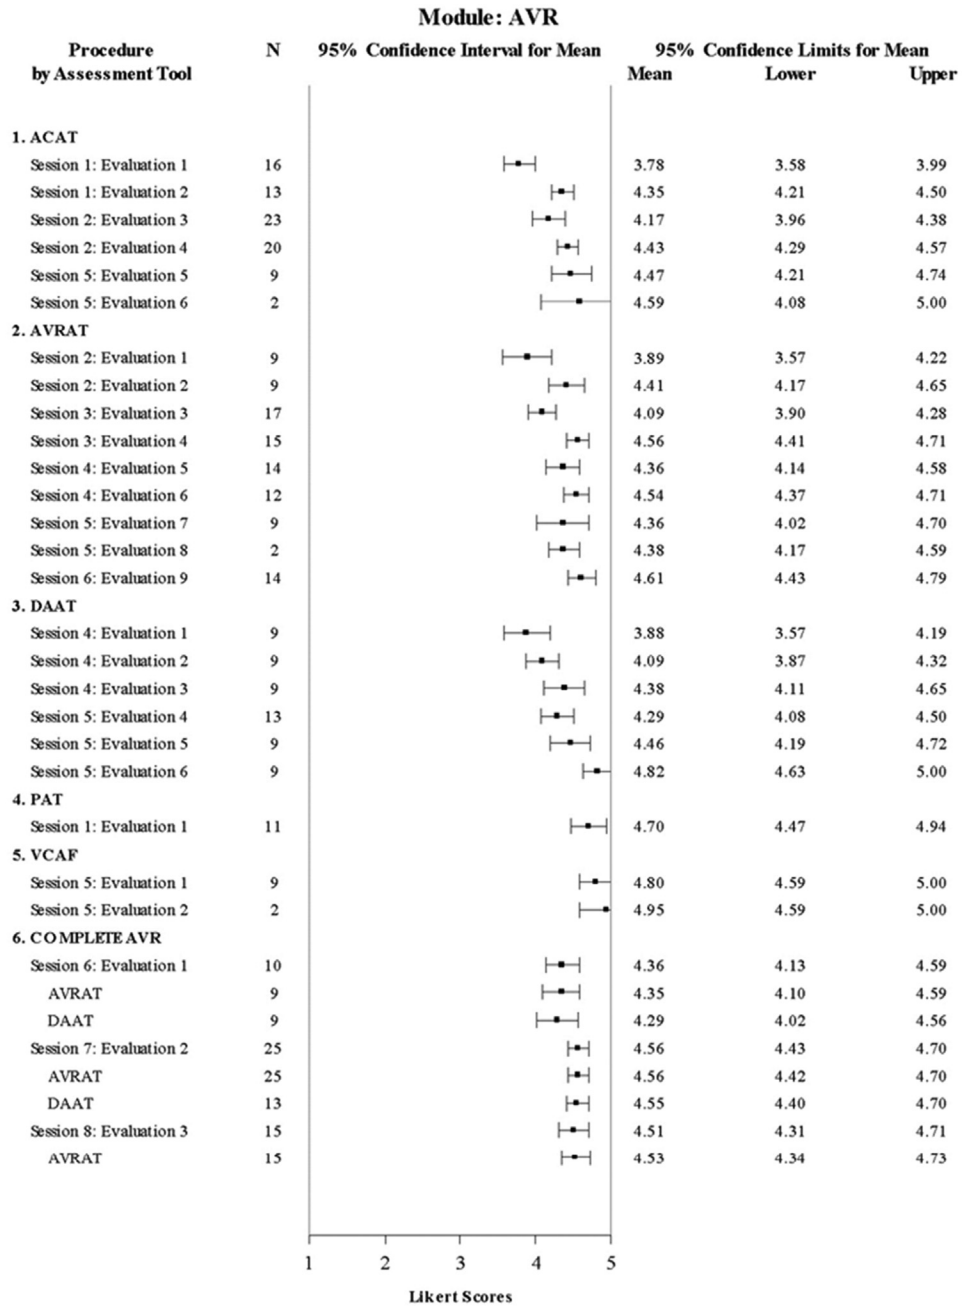 Module: AVR
Procedure N 95% Confidence Interval for Mean 95% Confidence Limits for Mean
by Assessment Tool Mean Lower Upper
1. ACAT
Session 1: Evaluation 1 16 3.78 3.58 3.99
Session 1: Evaluation 2 13 4.35 4.21 4.50
Session 2: Evaluation 3 23 4.17 3.96 4.38
Session 2: Evaluation 4 20 4.43 4.29 4.57
Session 5: Evaluation 5 9 4.47 4.21 4.74
Session 5: Evaluation 6 2 4.59 4.08 5.00
2. AVRAT
Session 2: Evaluation 1 9 3.89 3.57 4.22
Session 2: Evaluation 2 9 4.41 4.17 4.65
Session 3: Evaluation 3 17 4.09 3.90 4.28
Session 3: Evaluation 4 15 4.56 4.41 4.71
Session 4: Evaluation 5 14 4.36 4.14 4.58
Session 4: Evaluation 6 12 4.54 4.37 4.71
Session 5: Evaluation 7 9 4.36 4.02 4.70
Session 5: Evaluation 8 2 4.38 4.17 4.59
Session 6: Evaluation 9 14 4.61 4.43 4.79
3. DAAT
Session 4: Evaluation 1 9 3.88 3.57 4.19
Session 4: Evaluation 2 9 4.09 3.87 4.32
Session 4: Evaluation 3 9 4.38 4.11 4.65
Session 5: Evaluation 4 13 4.29 4.08 4.50
Session 5: Evaluation 5 9 4.46 4.19 4.72
Session 5: Evaluation 6 9 4.82 4.63 5.00
4. PAT
Session 1: Evaluation 1 11 4.70 4.47 4.94
5. VCAF
Session 5: Evaluation 1 9 4.80 4.59 5.00
Session 5: Evaluation 2 2 4.95 4.59 5.00
6. COMPLETE AVR
Session 6: Evaluation 1 10 4.36 4.13 4.59
AVRAT 9 4.35 4.10 4.59
DAAT 9 4.29 4.02 4.56
Session 7: Evaluation 2 25 4.56 4.43 4.70
AVRAT 25 4.56 4.42 4.70
DAAT 13 4.55 4.40 4.70
Session 8: Evaluation 3 15 4.51 4.31 4.71
AVRAT 15 4.53 4.34 4.73
1 2 3 4 5
Likert Scores